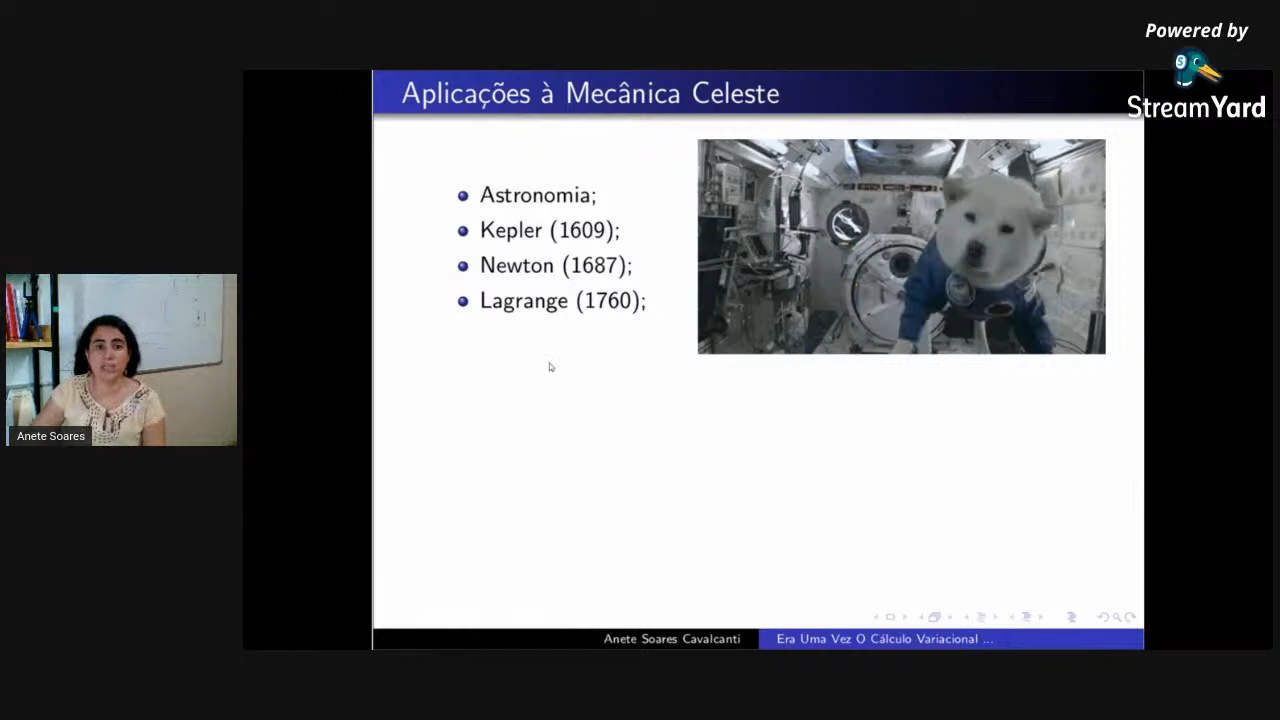 Powered by
StreamYard
Aplicações à Mecânica Celeste
Astronomia;
Kepler (1609);
Newton (1687);
Lagrange (1760);
Anete Soares
Anete Soares Cavalcanti
Era Uma Vez O Cálculo Variacional ...